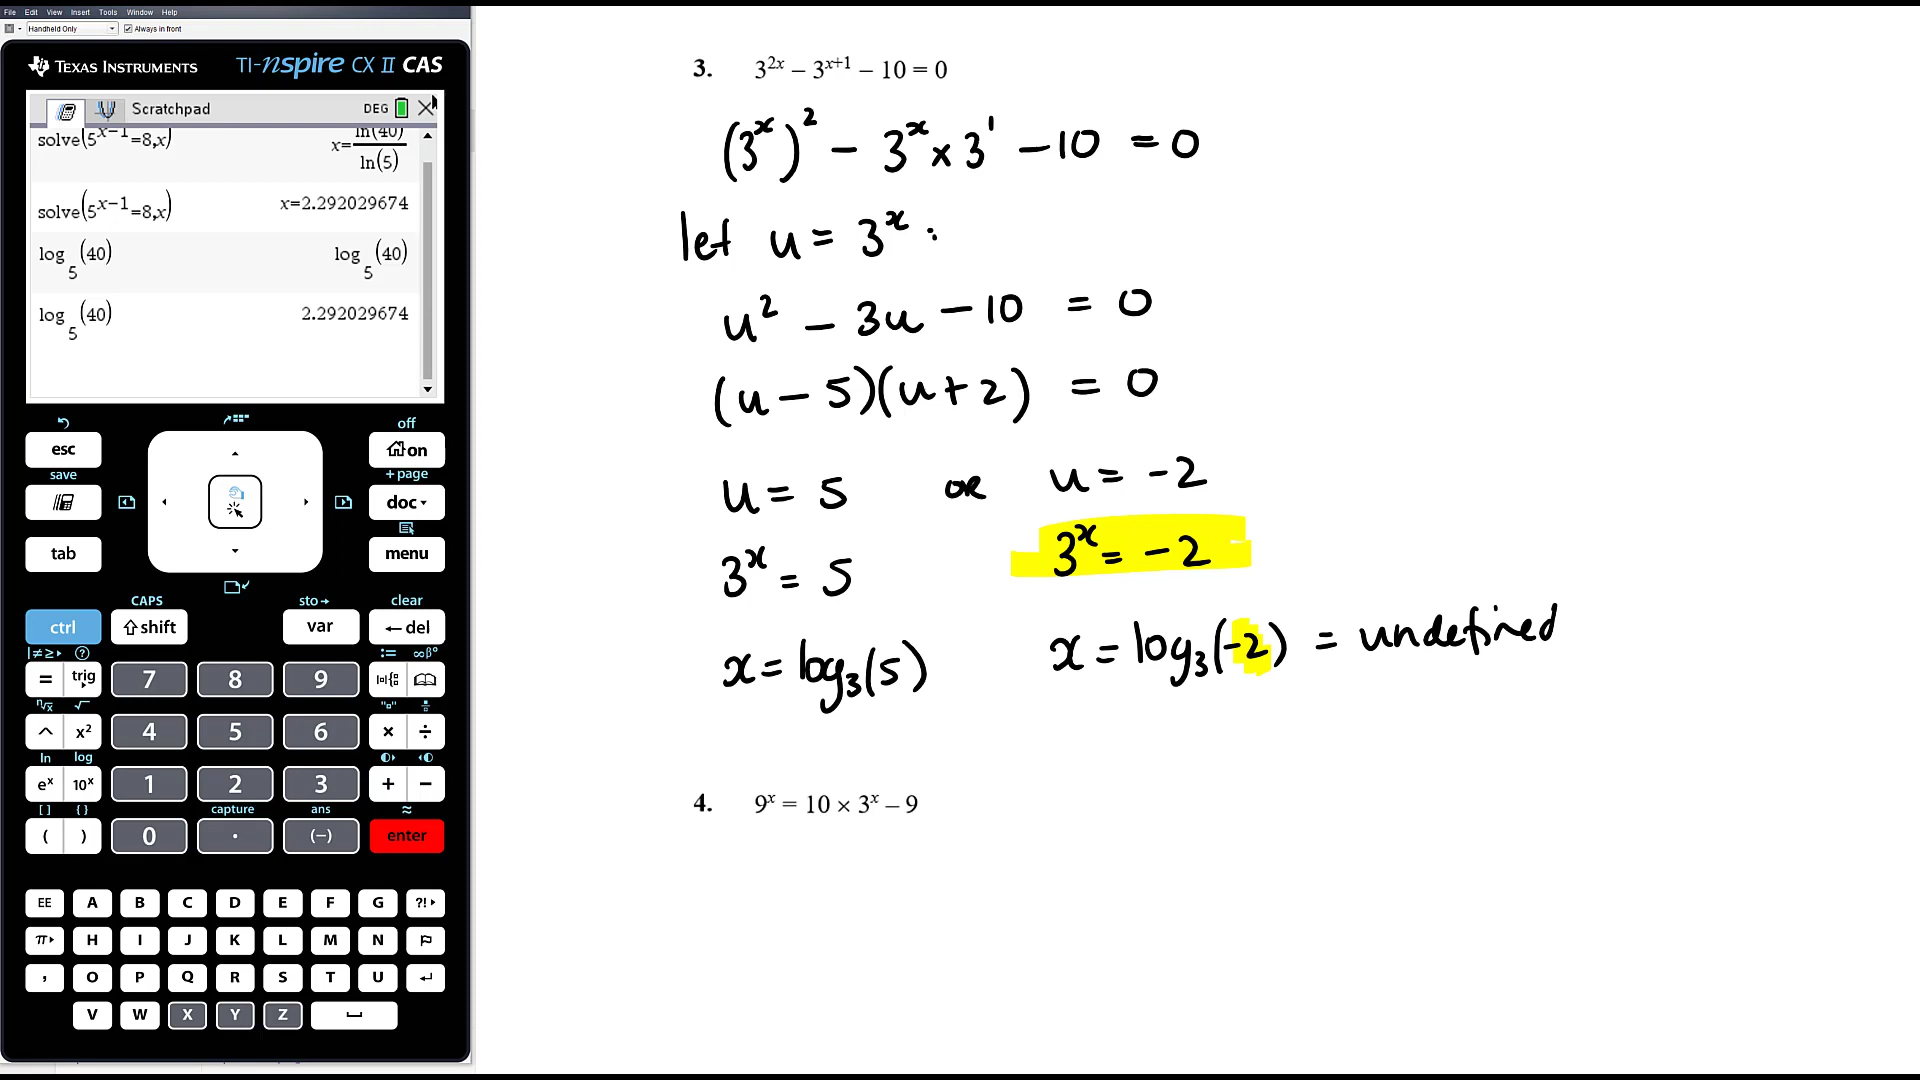 File Edit View Insert Tools Window Help
Handheld Only Always in front
TEXAS INSTRUMENTS TI-nspire CX II CAS
Scratchpad DEG
solve(5^{x-1}=8,x) x=ln(40)/ln(5)
solve(5^{x-1}=8,x) x=2.292029674
log_5(40) log_5(40)
log_5(40) 2.292029674
off
esc on
save + page
doc
tab menu
CAPS sto→ clear
ctrl ⇧shift var ←del
|≠≥▸ ? := ∞β°
= trig 7 8 9
ⁿ√x √
^ x² 4 5 6 × ÷
ln log
eˣ 10ˣ 1 2 3 + −
[ ] { } capture ans ≈
( ) 0 . (−) enter
EE A B C D E F G ?!▸
π▸ H I J K L M N
, O P Q R S T U ↵
V W X Y Z
3. 3^{2x} – 3^{x+1} – 10 = 0
(3^x)^2 – 3^x × 3^1 – 10 = 0
let u = 3^x :
u² – 3u – 10 = 0
(u – 5)(u + 2) = 0
u = 5 or u = -2
3^x = 5 3^x = -2
x = log_3(5) x = log_3(-2) = undefined
4. 9^x = 10 × 3^x – 9